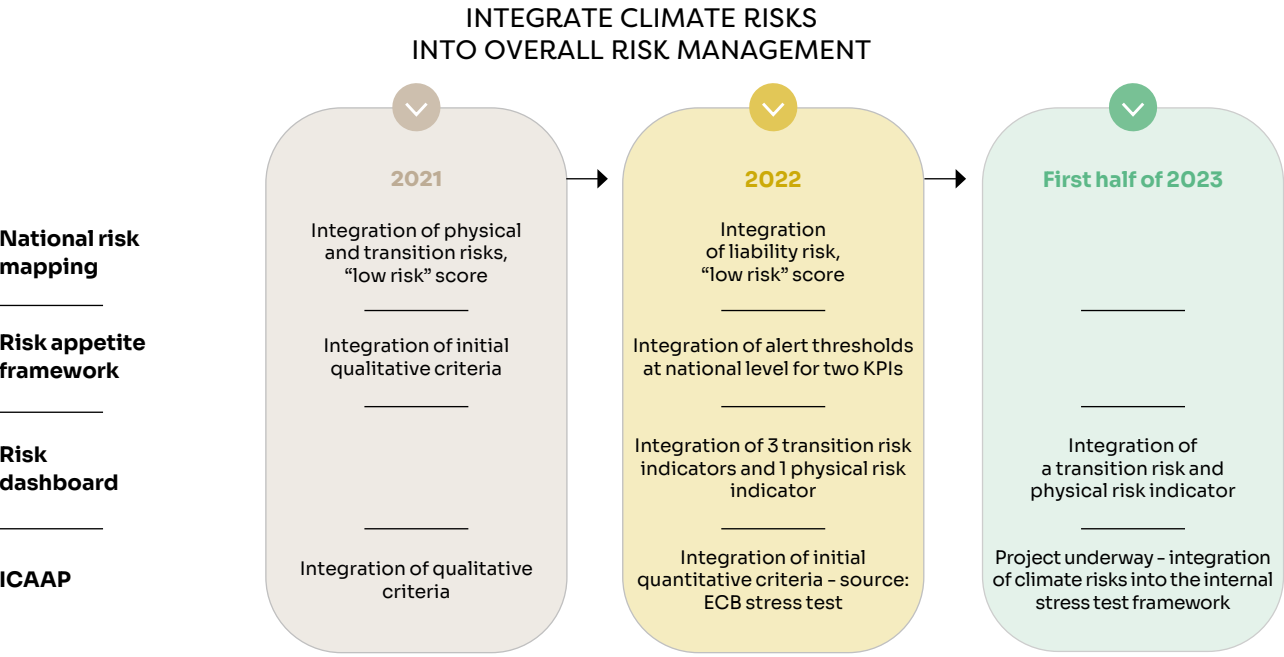 INTEGRATE CLIMATE RISKS
INTO OVERALL RISK MANAGEMENT
2021
2022
First half of 2023
National risk
mapping
Integration of physical
and transition risks,
“low risk” score
Integration
of liability risk,
“low risk” score
Risk appetite
framework
Integration of initial
qualitative criteria
Integration of alert thresholds
at national level for two KPIs
Risk
dashboard
Integration of 3 transition risk
indicators and 1 physical risk
indicator
Integration of
a transition risk and
physical risk indicator
ICAAP
Integration of qualitative
criteria
Integration of initial
quantitative criteria - source:
ECB stress test
Project underway - integration
of climate risks into the internal
stress test framework